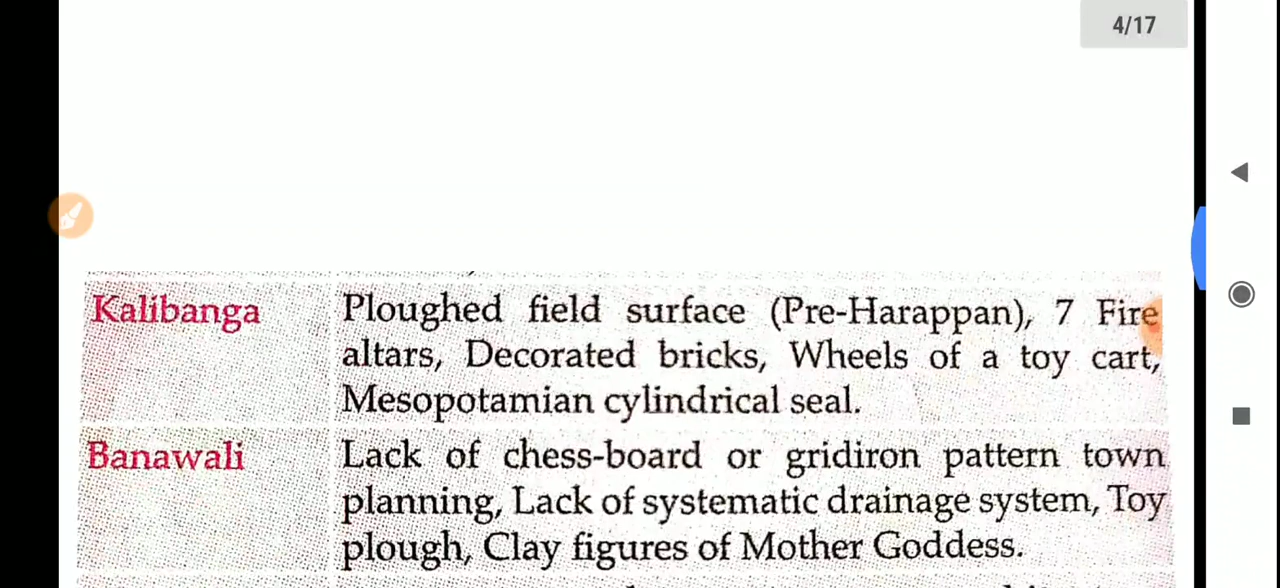 4/17
Kalibanga
Ploughed field surface (Pre-Harappan), 7 Fire
altars, Decorated bricks, Wheels of a toy cart,
Mesopotamian cylindrical seal.
Banawali
Lack of chess-board or gridiron pattern town
planning, Lack of systematic drainage system, Toy
plough, Clay figures of Mother Goddess.